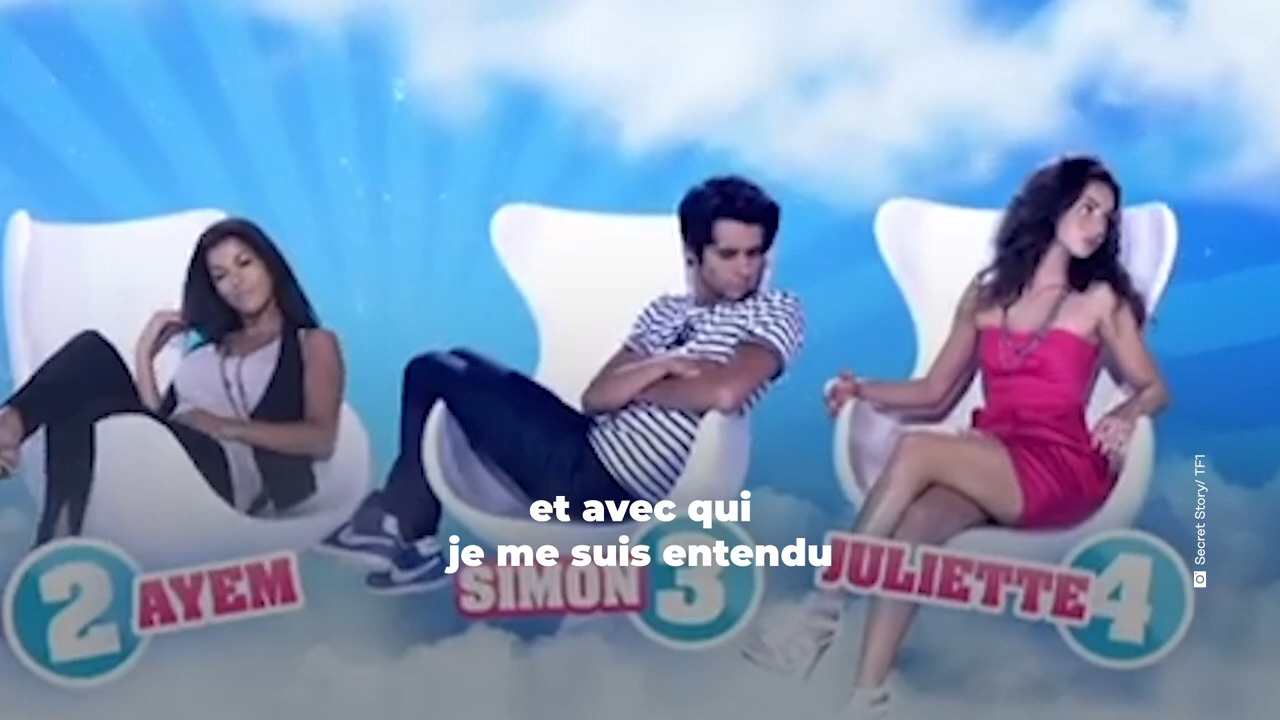 et avec qui
je me suis entendu
2 AYEM
SIMON 3
JULIETTE 4
Secret Story/ TF1